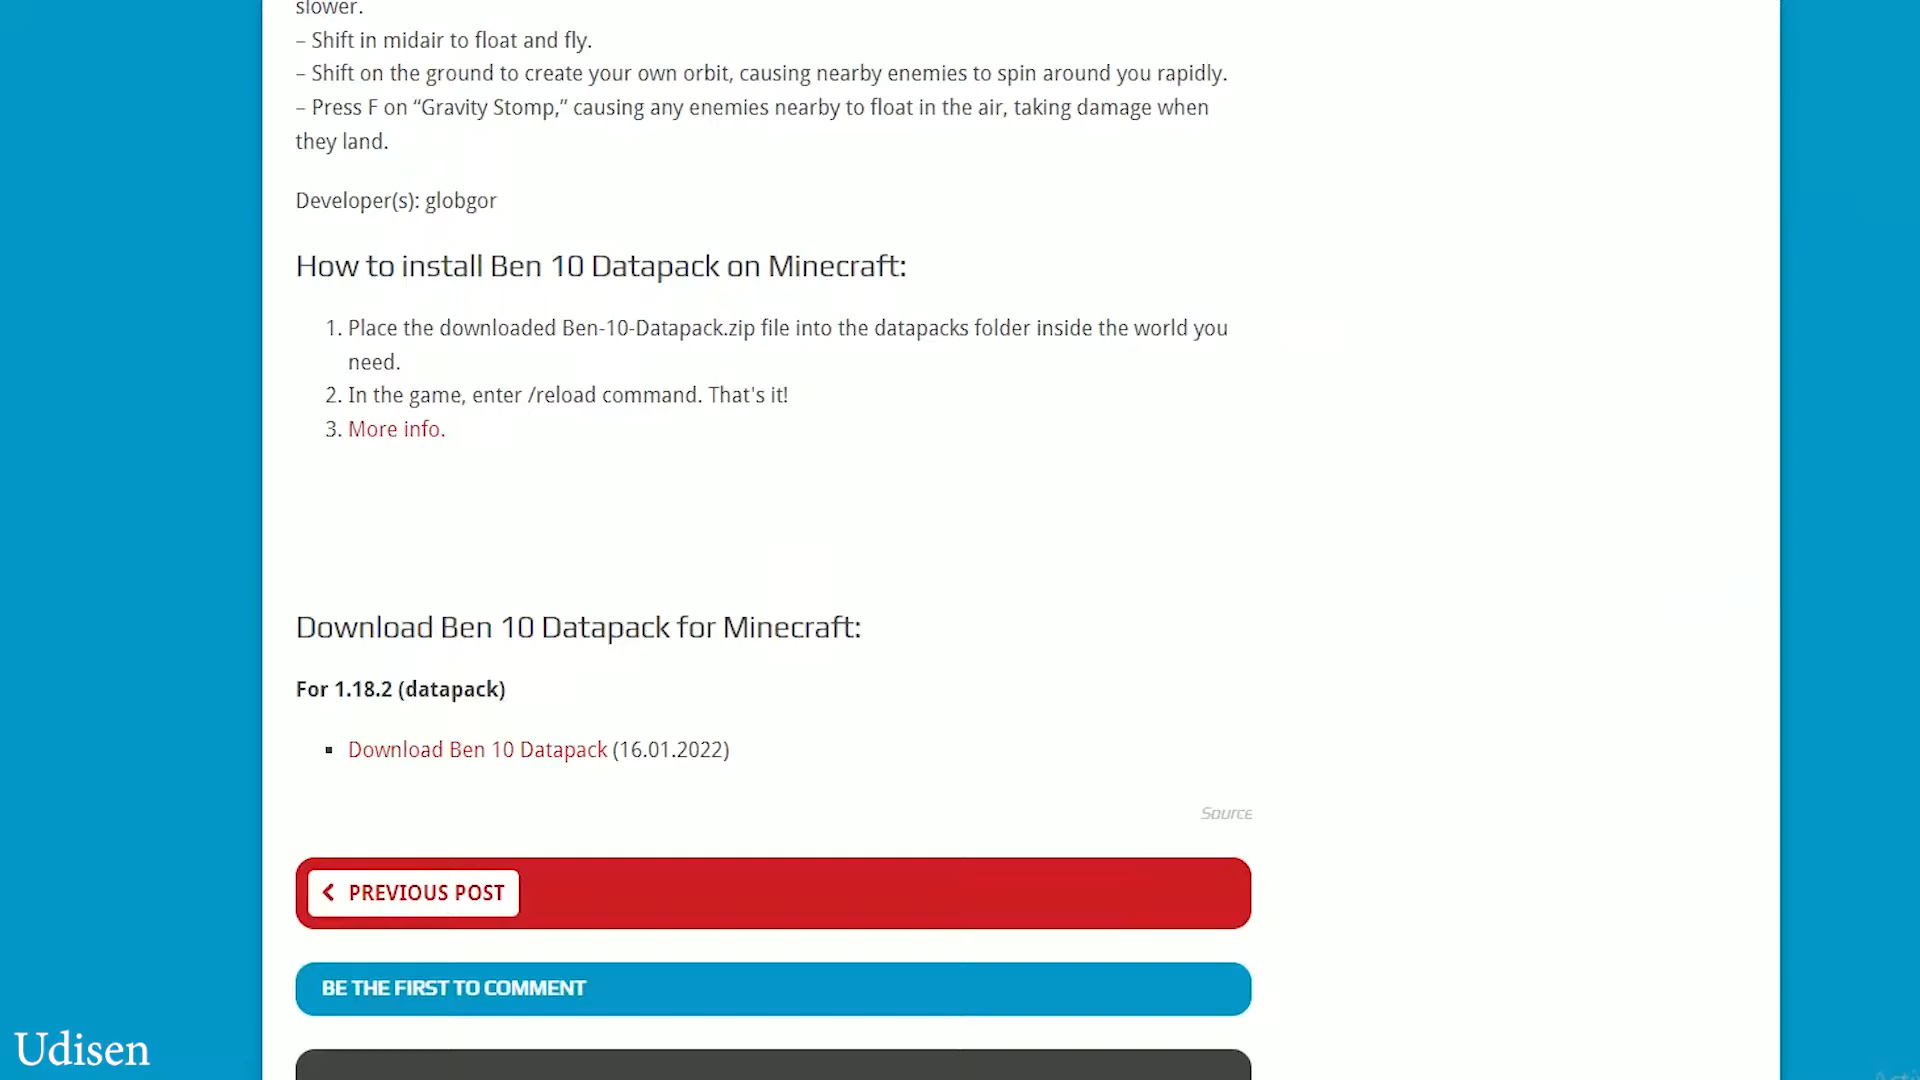 slower.
– Shift in midair to float and fly.
– Shift on the ground to create your own orbit, causing nearby enemies to spin around you rapidly.
– Press F on “Gravity Stomp,” causing any enemies nearby to float in the air, taking damage when
they land.
Developer(s): globgor
How to install Ben 10 Datapack on Minecraft:
1. Place the downloaded Ben-10-Datapack.zip file into the datapacks folder inside the world you
need.
2. In the game, enter /reload command. That's it!
3. More info.
Download Ben 10 Datapack for Minecraft:
For 1.18.2 (datapack)
▪ Download Ben 10 Datapack (16.01.2022)
Source
PREVIOUS POST
BE THE FIRST TO COMMENT
Udisen